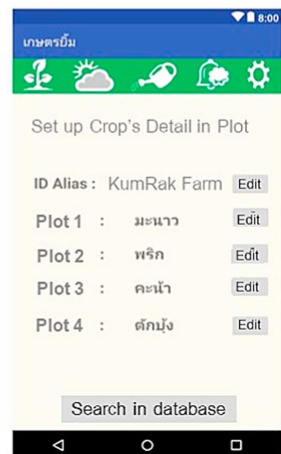 8:00
เกษตรยิ้ม
Set up Crop's Detail in Plot
ID Alias : KumRak Farm Edit
Plot 1 : มะนาว Edit
Plot 2 : พริก Edit
Plot 3 : คะน้า Edit
Plot 4 : ตักมุ้ง Edit
Search in database